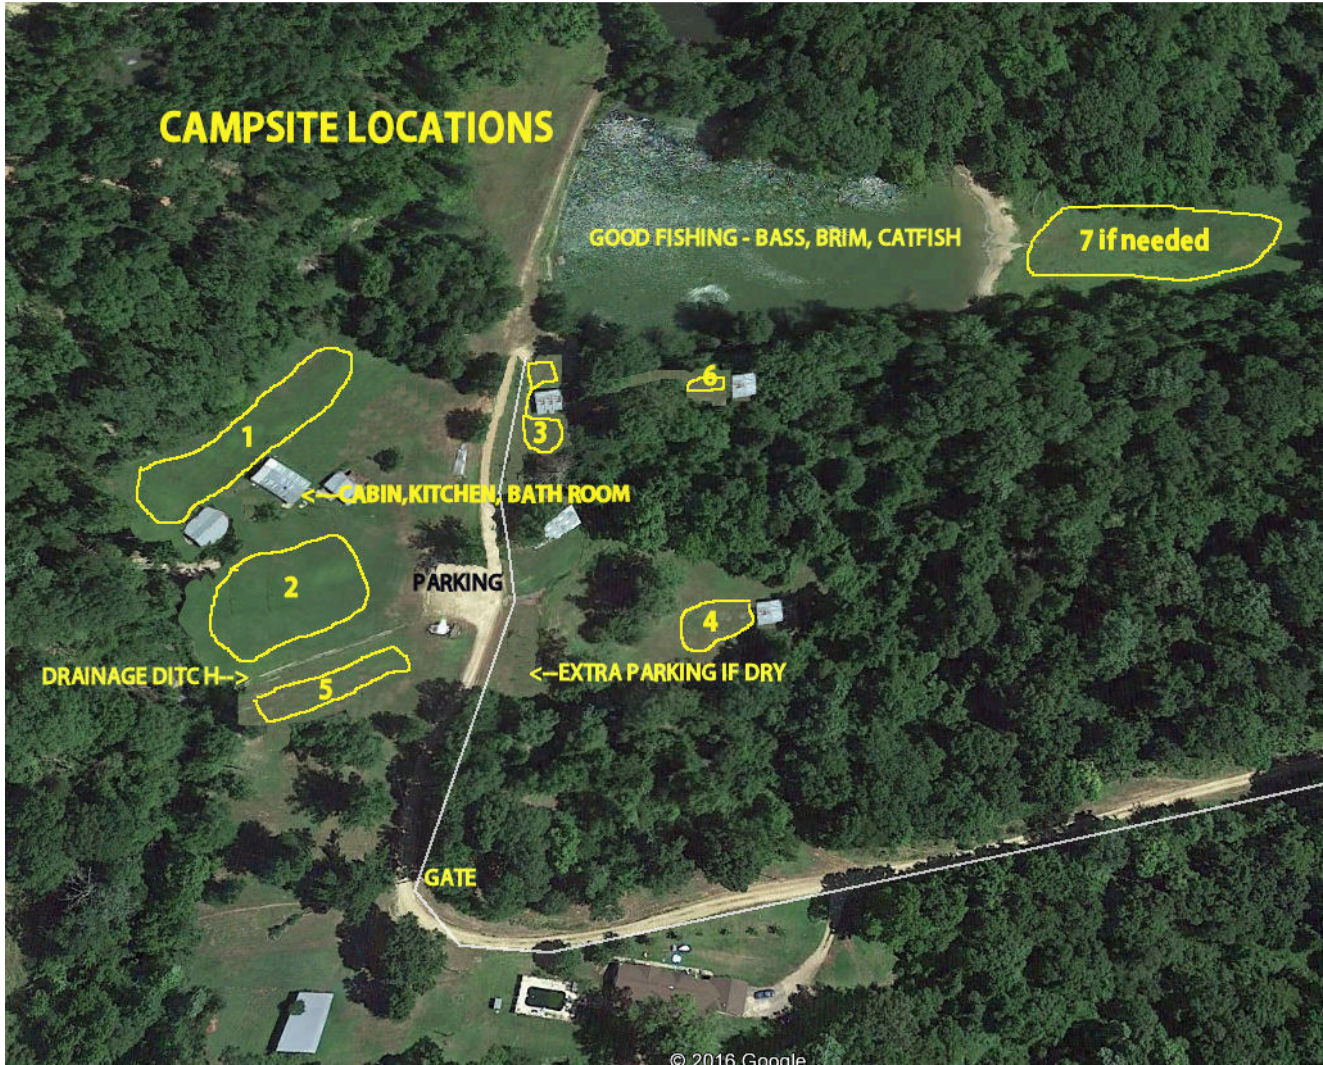 CAMPSITE LOCATIONS
GOOD FISHING - BASS, BRIM, CATFISH
7 if needed
6
1
3
<---CABIN,KITCHEN, BATH ROOM
PARKING
2
4
DRAINAGE DITC H-->
5
<--EXTRA PARKING IF DRY
GATE
© 2016 Google